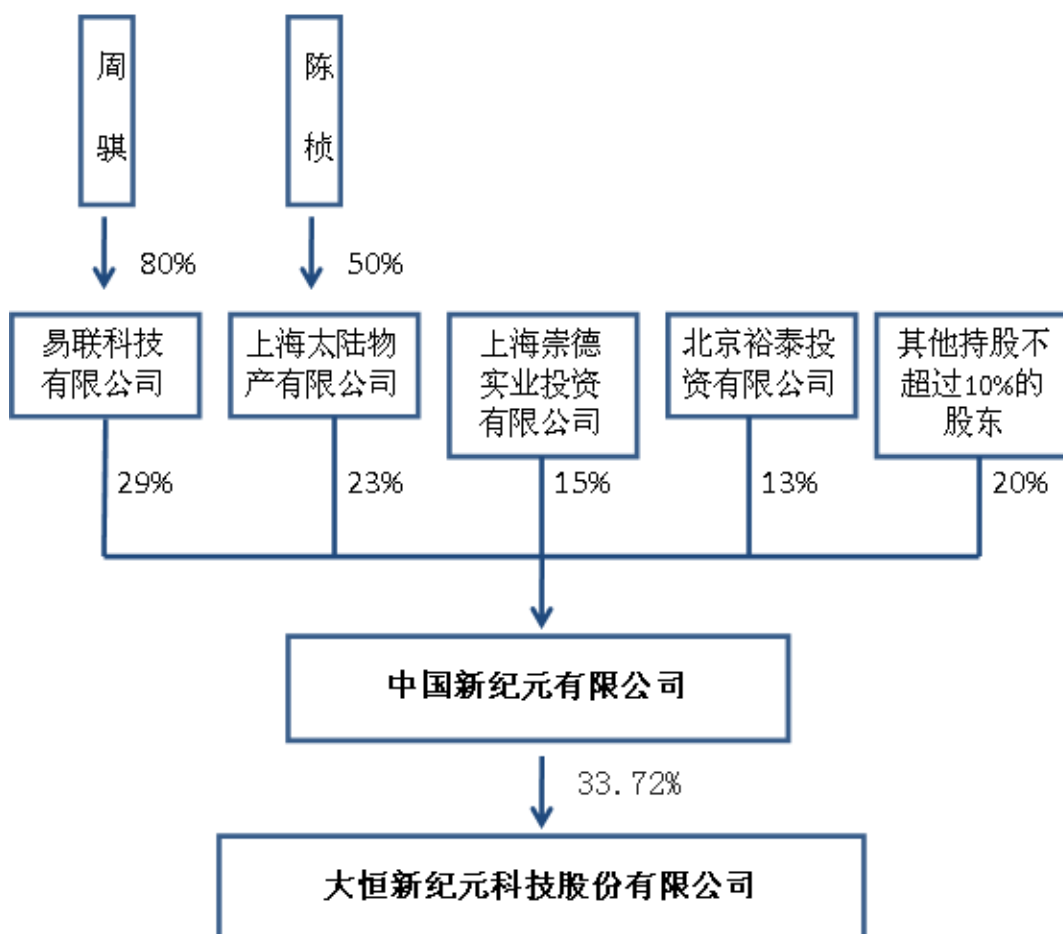 周骐
陈桢
80%
50%
易联科技
有限公司
上海太陆物
产有限公司
上海崇德
实业投资
有限公司
北京裕泰投
资有限公司
其他持股不
超过10%的
股东
29%
23%
15%
13%
20%
中国新纪元有限公司
33.72%
大恒新纪元科技股份有限公司